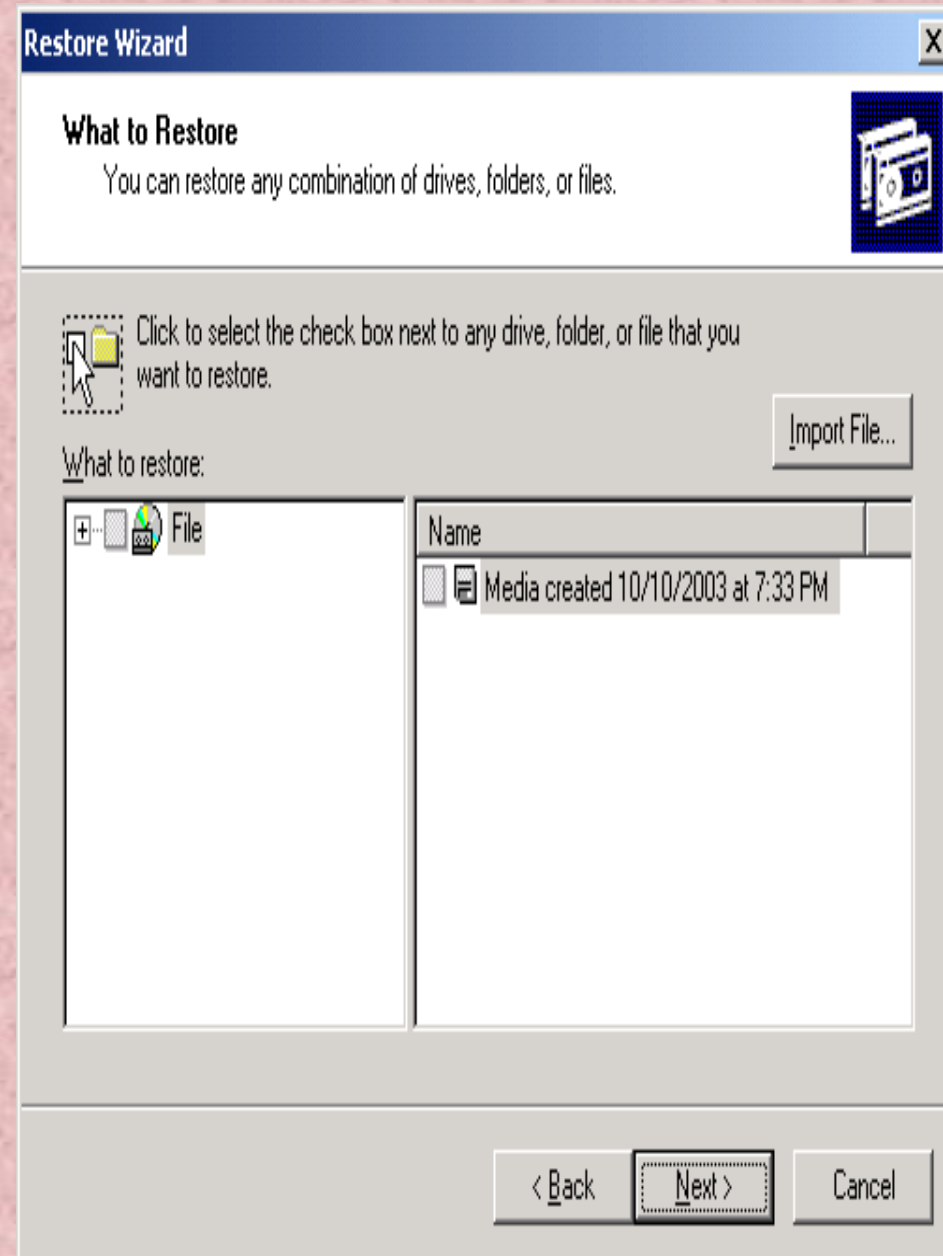 Restore Wizard
X
What to Restore
You can restore any combination of drives, folders, or files.
Click to select the check box next to any drive, folder, or file that you
want to restore.
Import File...
What to restore:
File
Name
Media created 10/10/2003 at 7:33 PM
< Back
Next >
Cancel